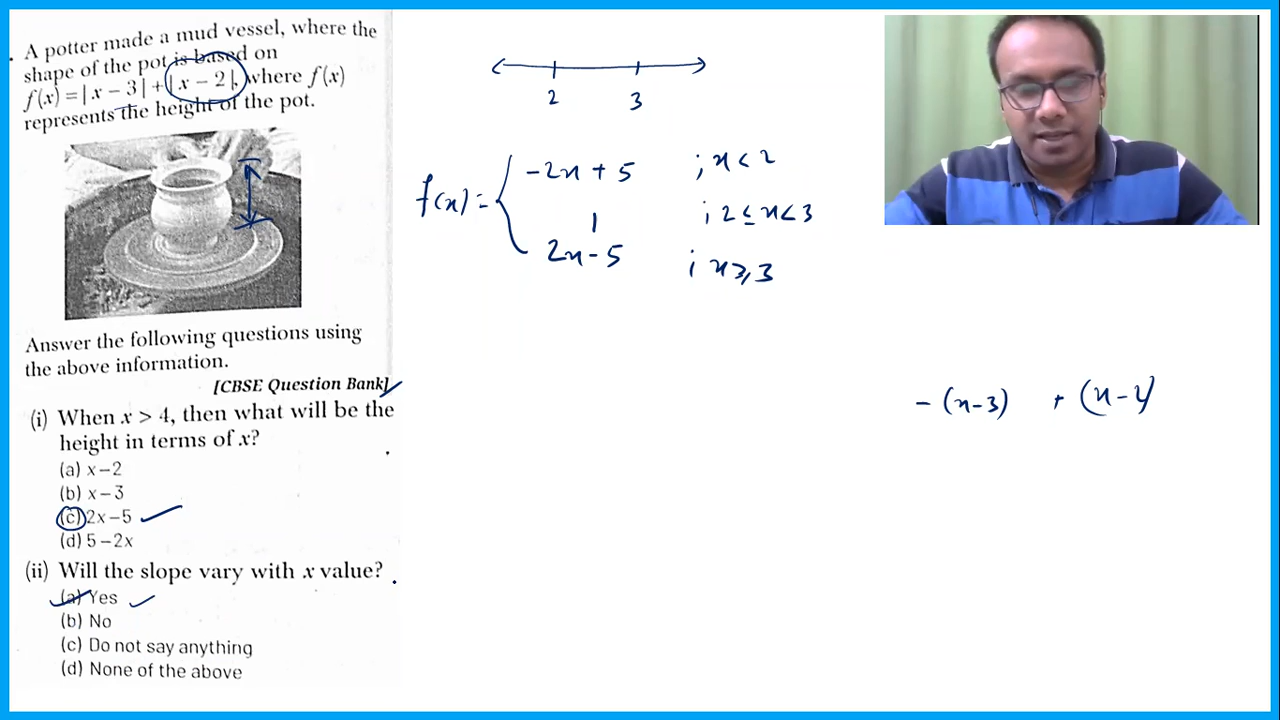 A potter made a mud vessel, where the
shape of the pot is based on
f(x) = | x − 3 | + | x − 2 |, where f(x)
represents the height of the pot.
Answer the following questions using
the above information.
[CBSE Question Bank]
(i) When x > 4, then what will be the
height in terms of x?
(a) x − 2
(b) x − 3
(c) 2x − 5
(d) 5 − 2x
(ii) Will the slope vary with x value?
(a) Yes
(b) No
(c) Do not say anything
(d) None of the above
2 3
f(x) =
-2x + 5 ; x < 2
1 ; 2 ≤ x < 3
2x - 5 ; x ≥ 3
- (x-3) + (x-2)